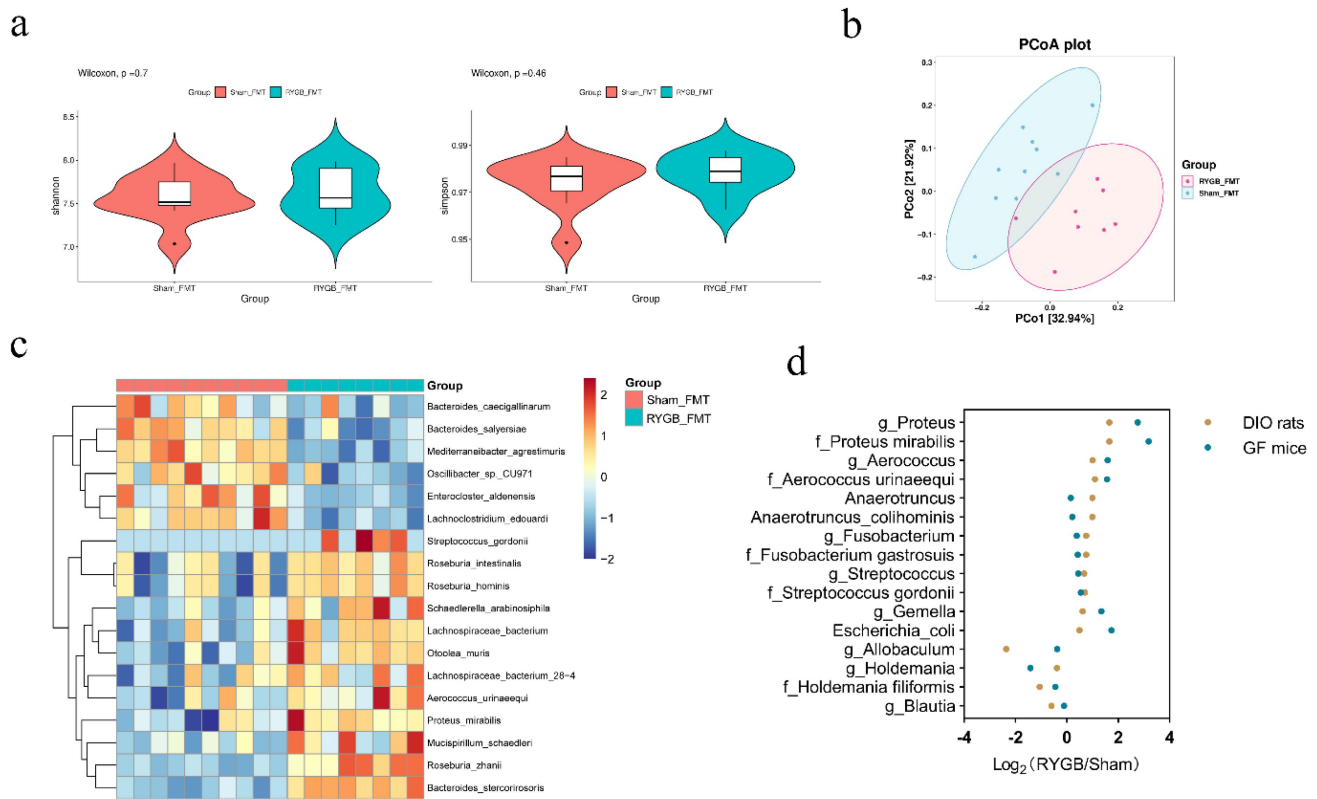 a
Wilcoxon, p =0.7
Group Sham_FMT RYGB_FMT
shannon
8.5
8.0
7.5
7.0
Sham_FMT RYGB_FMT
Group
Wilcoxon, p =0.46
Group Sham_FMT RYGB_FMT
simpson
0.99
0.97
0.95
Sham_FMT RYGB_FMT
Group
b
PCoA plot
PCo2 [21.92%]
0.3
0.2
0.1
0.0
−0.1
−0.2
−0.2 0.0 0.2
PCo1 [32.94%]
Group
RYGB_FMT
Sham_FMT
c
Group
Bacteroides_caecigallinarum
Bacteroides_salyersiae
Mediterraneibacter_agrestimuris
Oscillibacter_sp._CU971
Enterocloster_aldenensis
Lachnoclostridium_edouardi
Streptococcus_gordonii
Roseburia_intestinalis
Roseburia_hominis
Schaedlerella_arabinosiphila
Lachnospiraceae_bacterium
Otoolea_muris
Lachnospiraceae_bacterium_28−4
Aerococcus_urinaeequi
Proteus_mirabilis
Mucispirillum_schaedleri
Roseburia_zhanii
Bacteroides_stercorirosoris
2
1
0
−1
−2
Group
Sham_FMT
RYGB_FMT
d
g_Proteus
f_Proteus mirabilis
g_Aerococcus
f_Aerococcus urinaeequi
Anaerotruncus
Anaerotruncus_colihominis
g_Fusobacterium
f_Fusobacterium gastrosuis
g_Streptococcus
f_Streptococcus gordonii
g_Gemella
Escherichia_coli
g_Allobaculum
g_Holdemania
f_Holdemania filiformis
g_Blautia
-4 -2 0 2 4
Log2 (RYGB/Sham)
DIO rats
GF mice